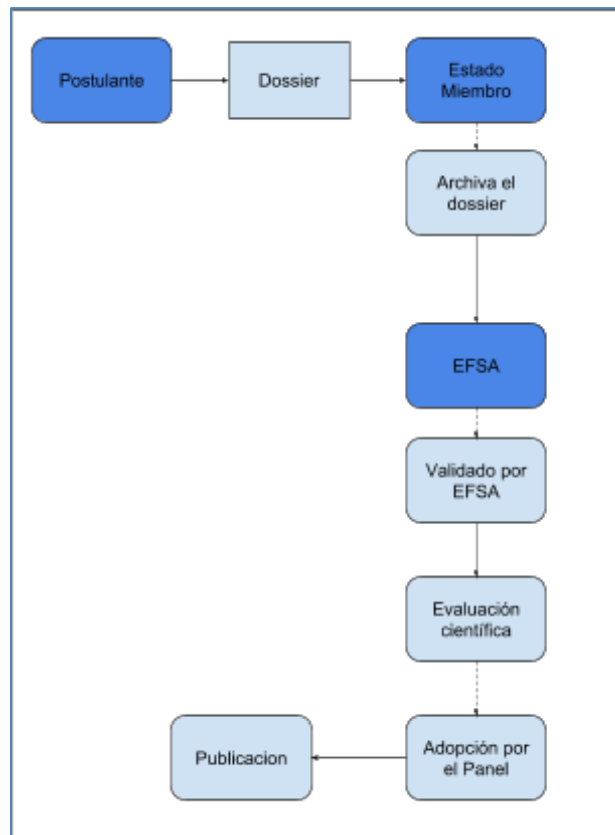 Postulante
Dossier
Estado
Miembro
Archiva el
dossier
EFSA
Validado por
EFSA
Evaluación
científica
Adopción por
el Panel
Publicacion